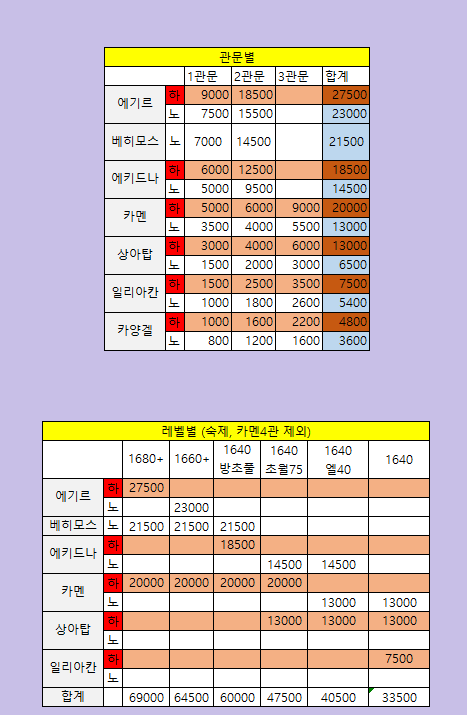 관문별
1관문 2관문 3관문 합계
에기르 하 9000 18500 27500
노 7500 15500 23000
베히모스 노 7000 14500 21500
에키드나 하 6000 12500 18500
노 5000 9500 14500
카멘 하 5000 6000 9000 20000
노 3500 4000 5500 13000
상아탑 하 3000 4000 6000 13000
노 1500 2000 3000 6500
일리아칸 하 1500 2500 3500 7500
노 1000 1800 2600 5400
카양겔 하 1000 1600 2200 4800
노 800 1200 1600 3600
레벨별 (숙제, 카멘4관 제외)
1680+ 1660+ 1640 방초풀 1640 초월75 1640 엘40 1640
에기르 하 27500
노 23000
베히모스 노 21500 21500 21500
에키드나 하 18500
노 14500 14500
카멘 하 20000 20000 20000 20000
노 13000 13000
상아탑 하 13000 13000 13000
노
일리아칸 하 7500
노
합계 69000 64500 60000 47500 40500 33500